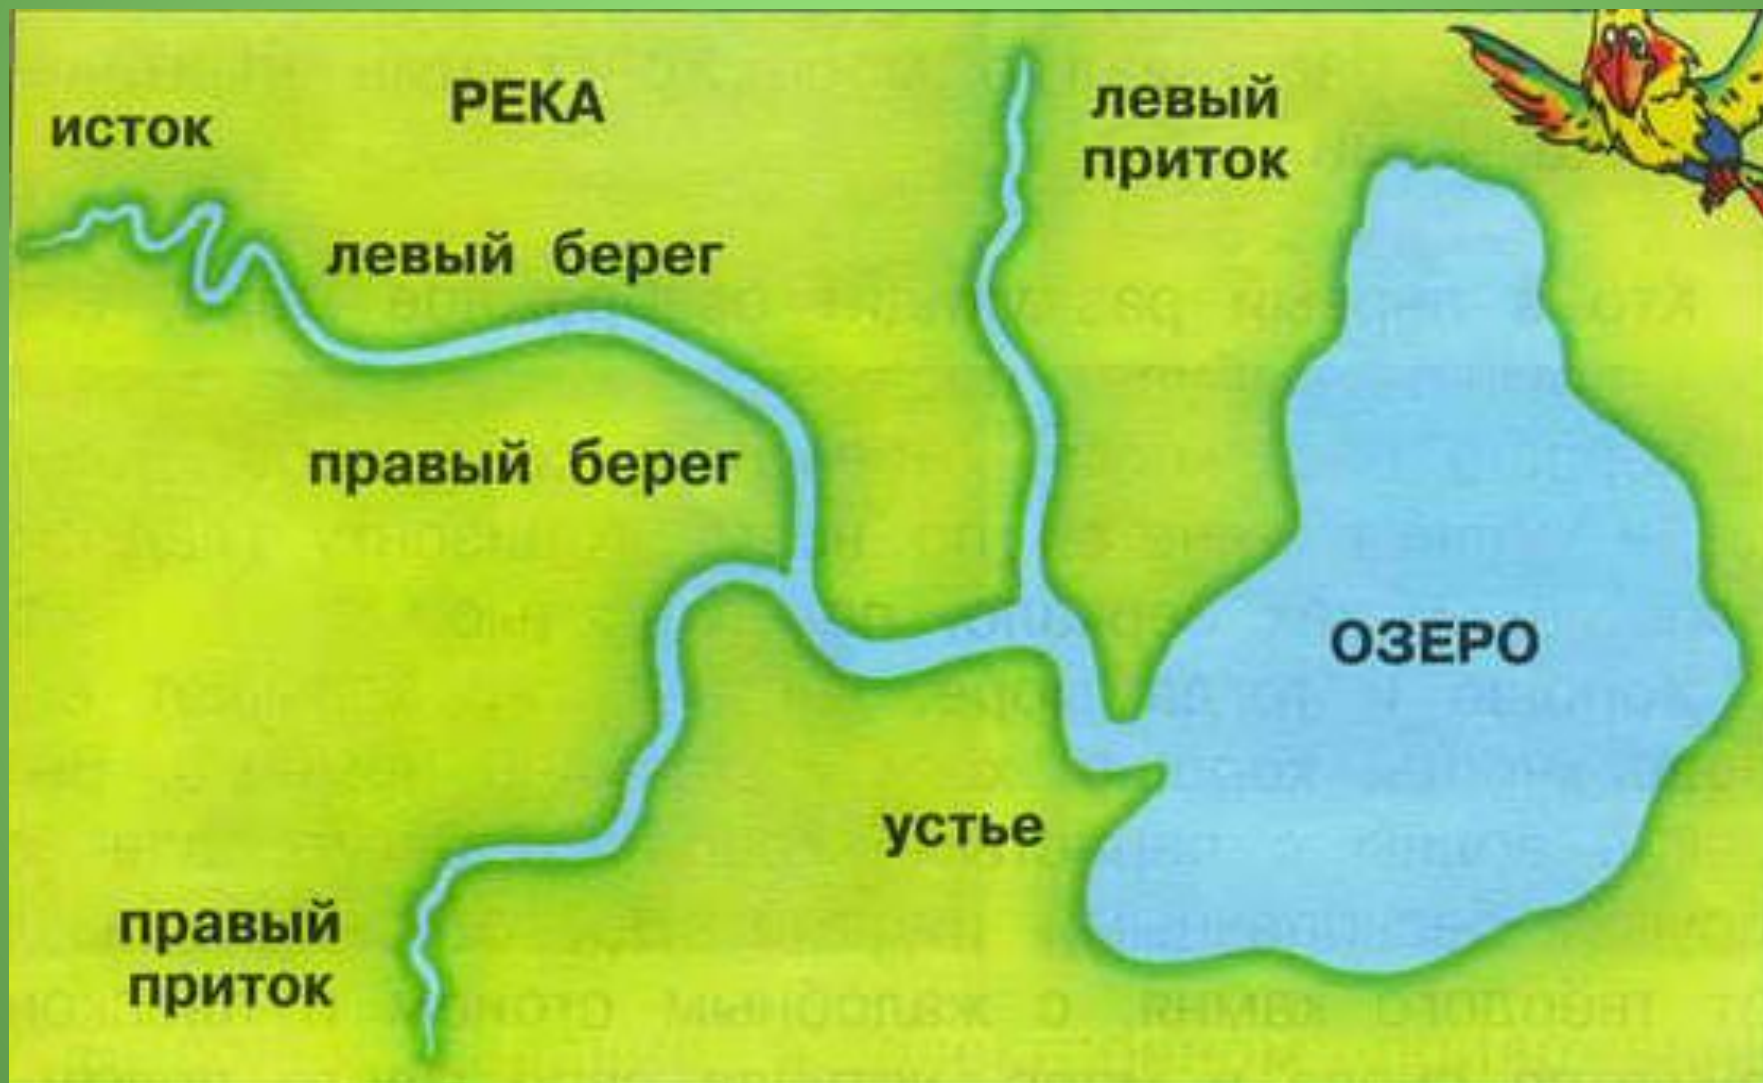 РЕКА
исток
левый
приток
левый берег
правый берег
ОЗЕРО
устье
правый
приток